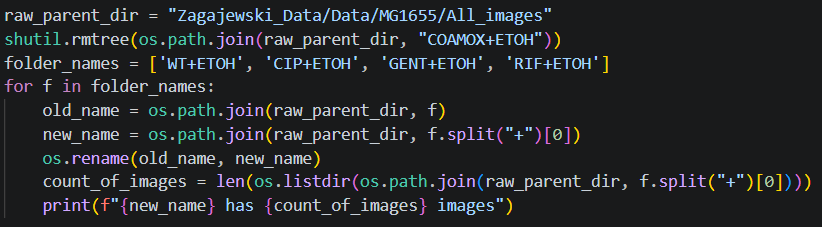 raw_parent_dir = "Zagajewski_Data/Data/MG1655/All_images"
shutil.rmtree(os.path.join(raw_parent_dir, "COAMOX+ETOH"))
folder_names = ['WT+ETOH', 'CIP+ETOH', 'GENT+ETOH', 'RIF+ETOH']
for f in folder_names:
    old_name = os.path.join(raw_parent_dir, f)
    new_name = os.path.join(raw_parent_dir, f.split("+")[0])
    os.rename(old_name, new_name)
    count_of_images = len(os.listdir(os.path.join(raw_parent_dir, f.split("+")[0])))
    print(f"{new_name} has {count_of_images} images")